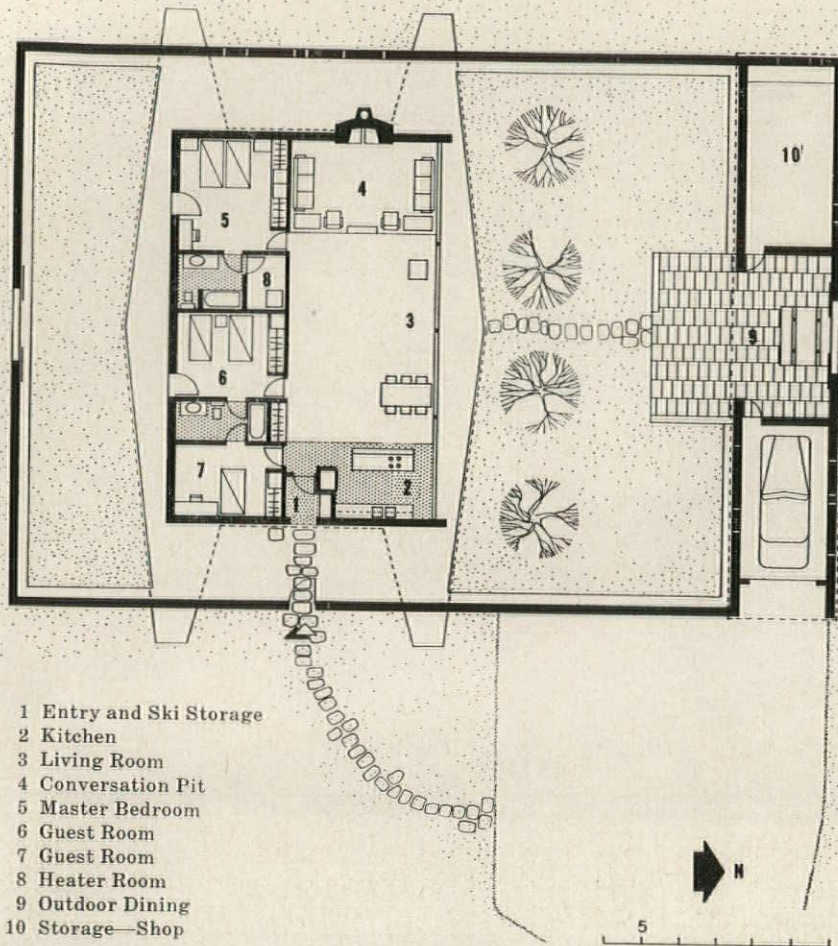 10'
5
4
8
3
9
6
7
1
2
1 Entry and Ski Storage
2 Kitchen
3 Living Room
4 Conversation Pit
5 Master Bedroom
6 Guest Room
7 Guest Room
8 Heater Room
9 Outdoor Dining
10 Storage—Shop
N
5